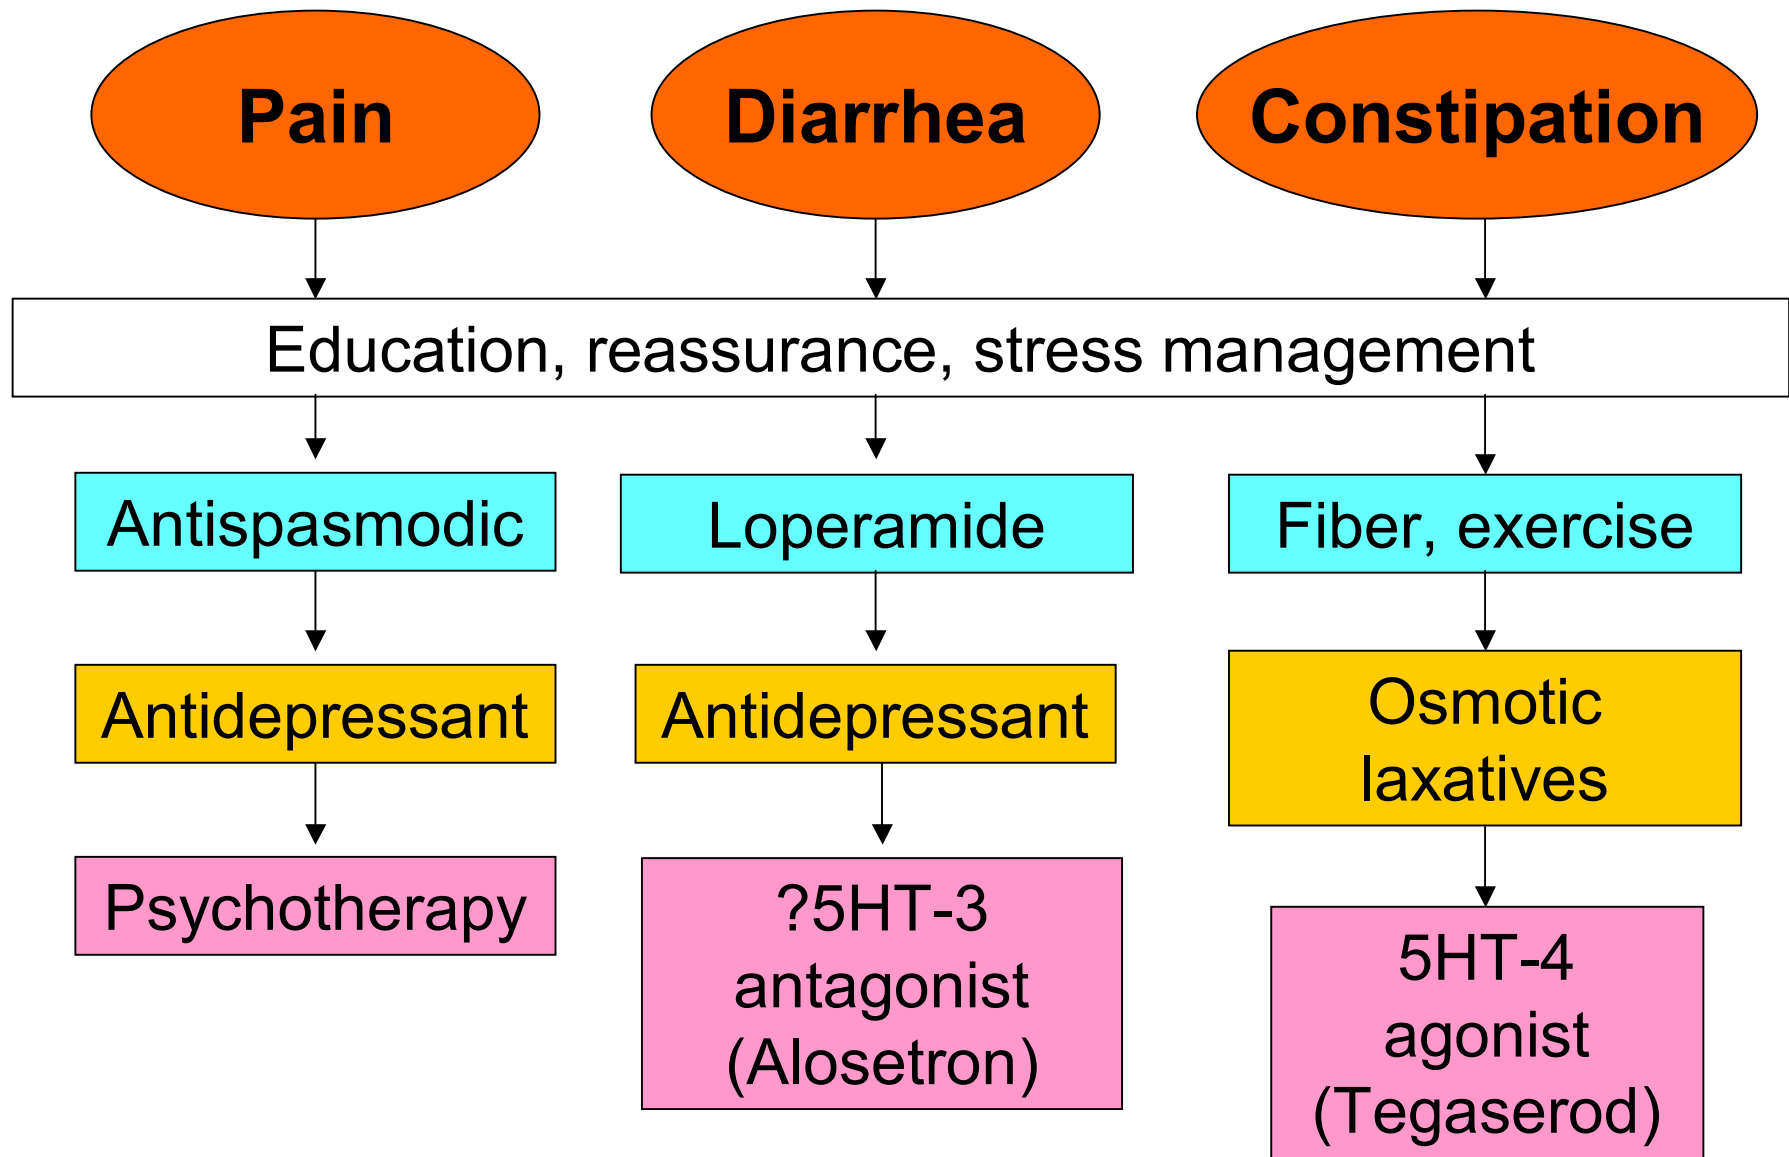 Pain
Diarrhea
Constipation
Education, reassurance, stress management
Antispasmodic
Loperamide
Fiber, exercise
Antidepressant
Antidepressant
Osmotic
laxatives
Psychotherapy
?5HT-3
antagonist
(Alosetron)
5HT-4
agonist
(Tegaserod)